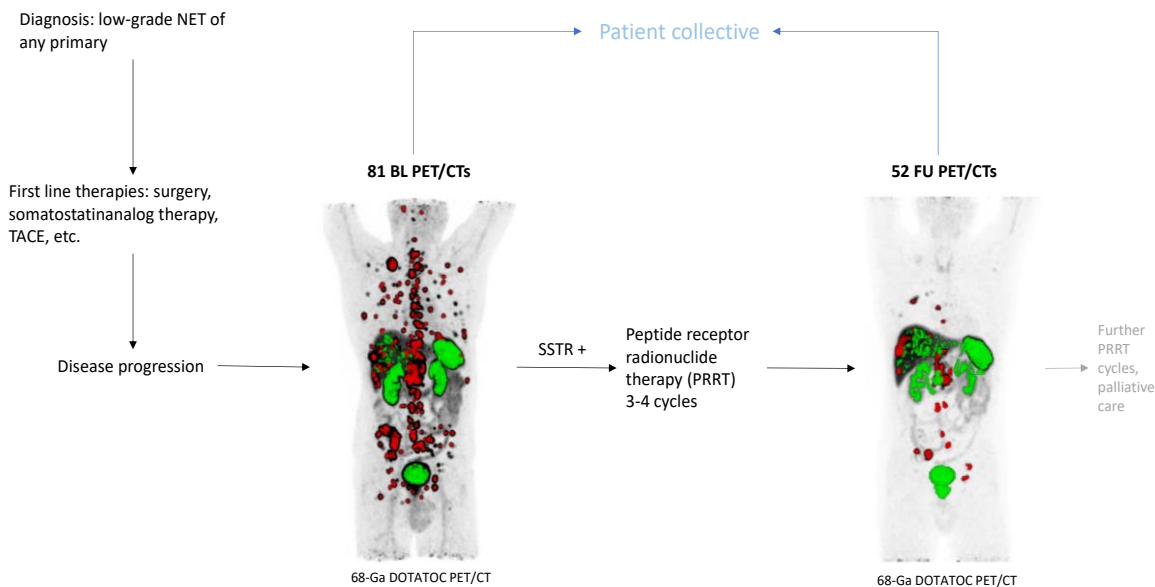 Diagnosis: low-grade NET of
any primary
Patient collective
81 BL PET/CTs
52 FU PET/CTs
First line therapies: surgery,
somatostatinanalog therapy,
TACE, etc.
Disease progression
SSTR +
Peptide receptor
radionuclide
therapy (PRRT)
3-4 cycles
Further
PRRT
cycles,
palliative
care
68-Ga DOTATOC PET/CT
68-Ga DOTATOC PET/CT